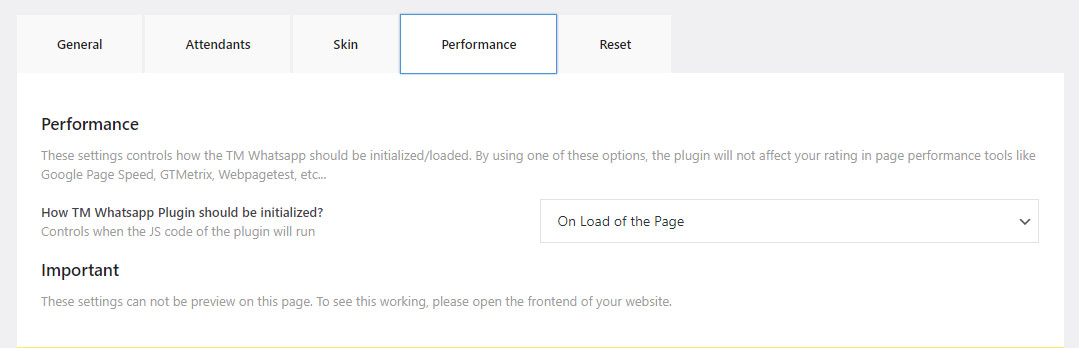 General
Attendants
Skin
Performance
Reset
Performance
These settings controls how the TM Whatsapp should be initialized/loaded. By using one of these options, the plugin will not affect your rating in page performance tools like
Google Page Speed, GTMetrix, Webpagetest, etc...
How TM Whatsapp Plugin should be initialized?
Controls when the JS code of the plugin will run
On Load of the Page
Important
These settings can not be preview on this page. To see this working, please open the frontend of your website.